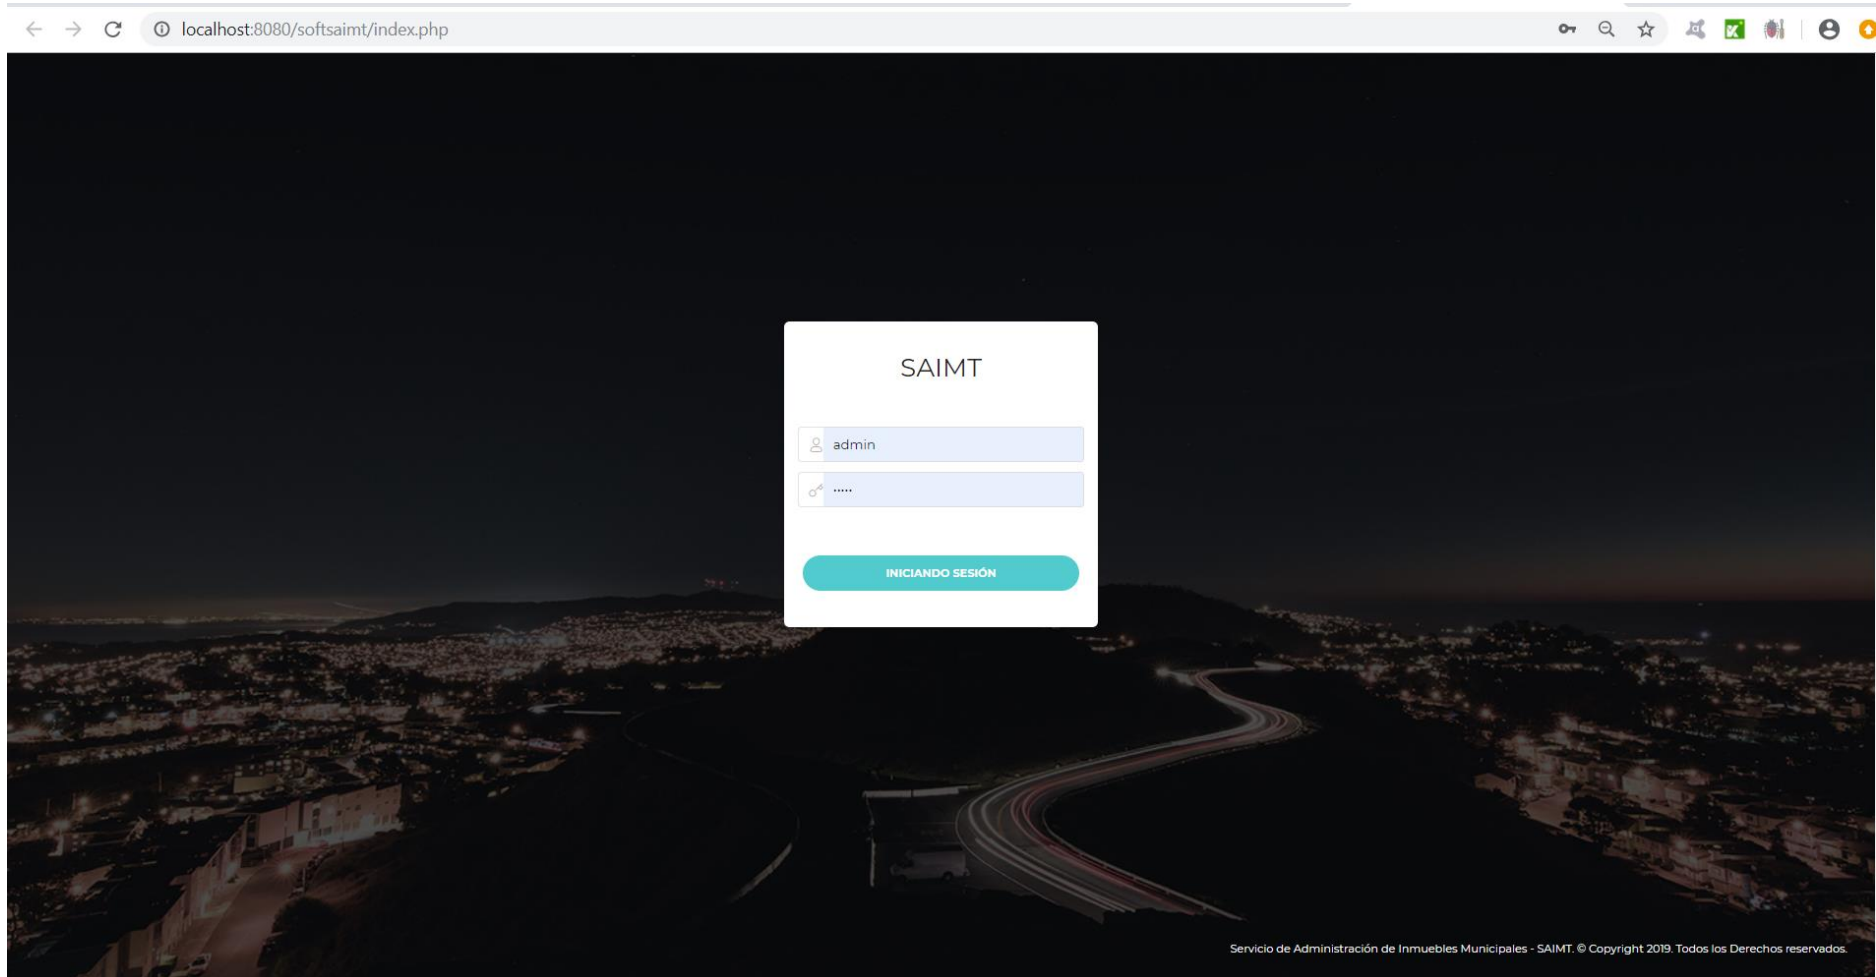 localhost:8080/softsaimt/index.php
SAIMT
admin
•••••
INICIANDO SESIÓN
Servicio de Administración de Inmuebles Municipales - SAIMT. © Copyright 2019. Todos los Derechos reservados.